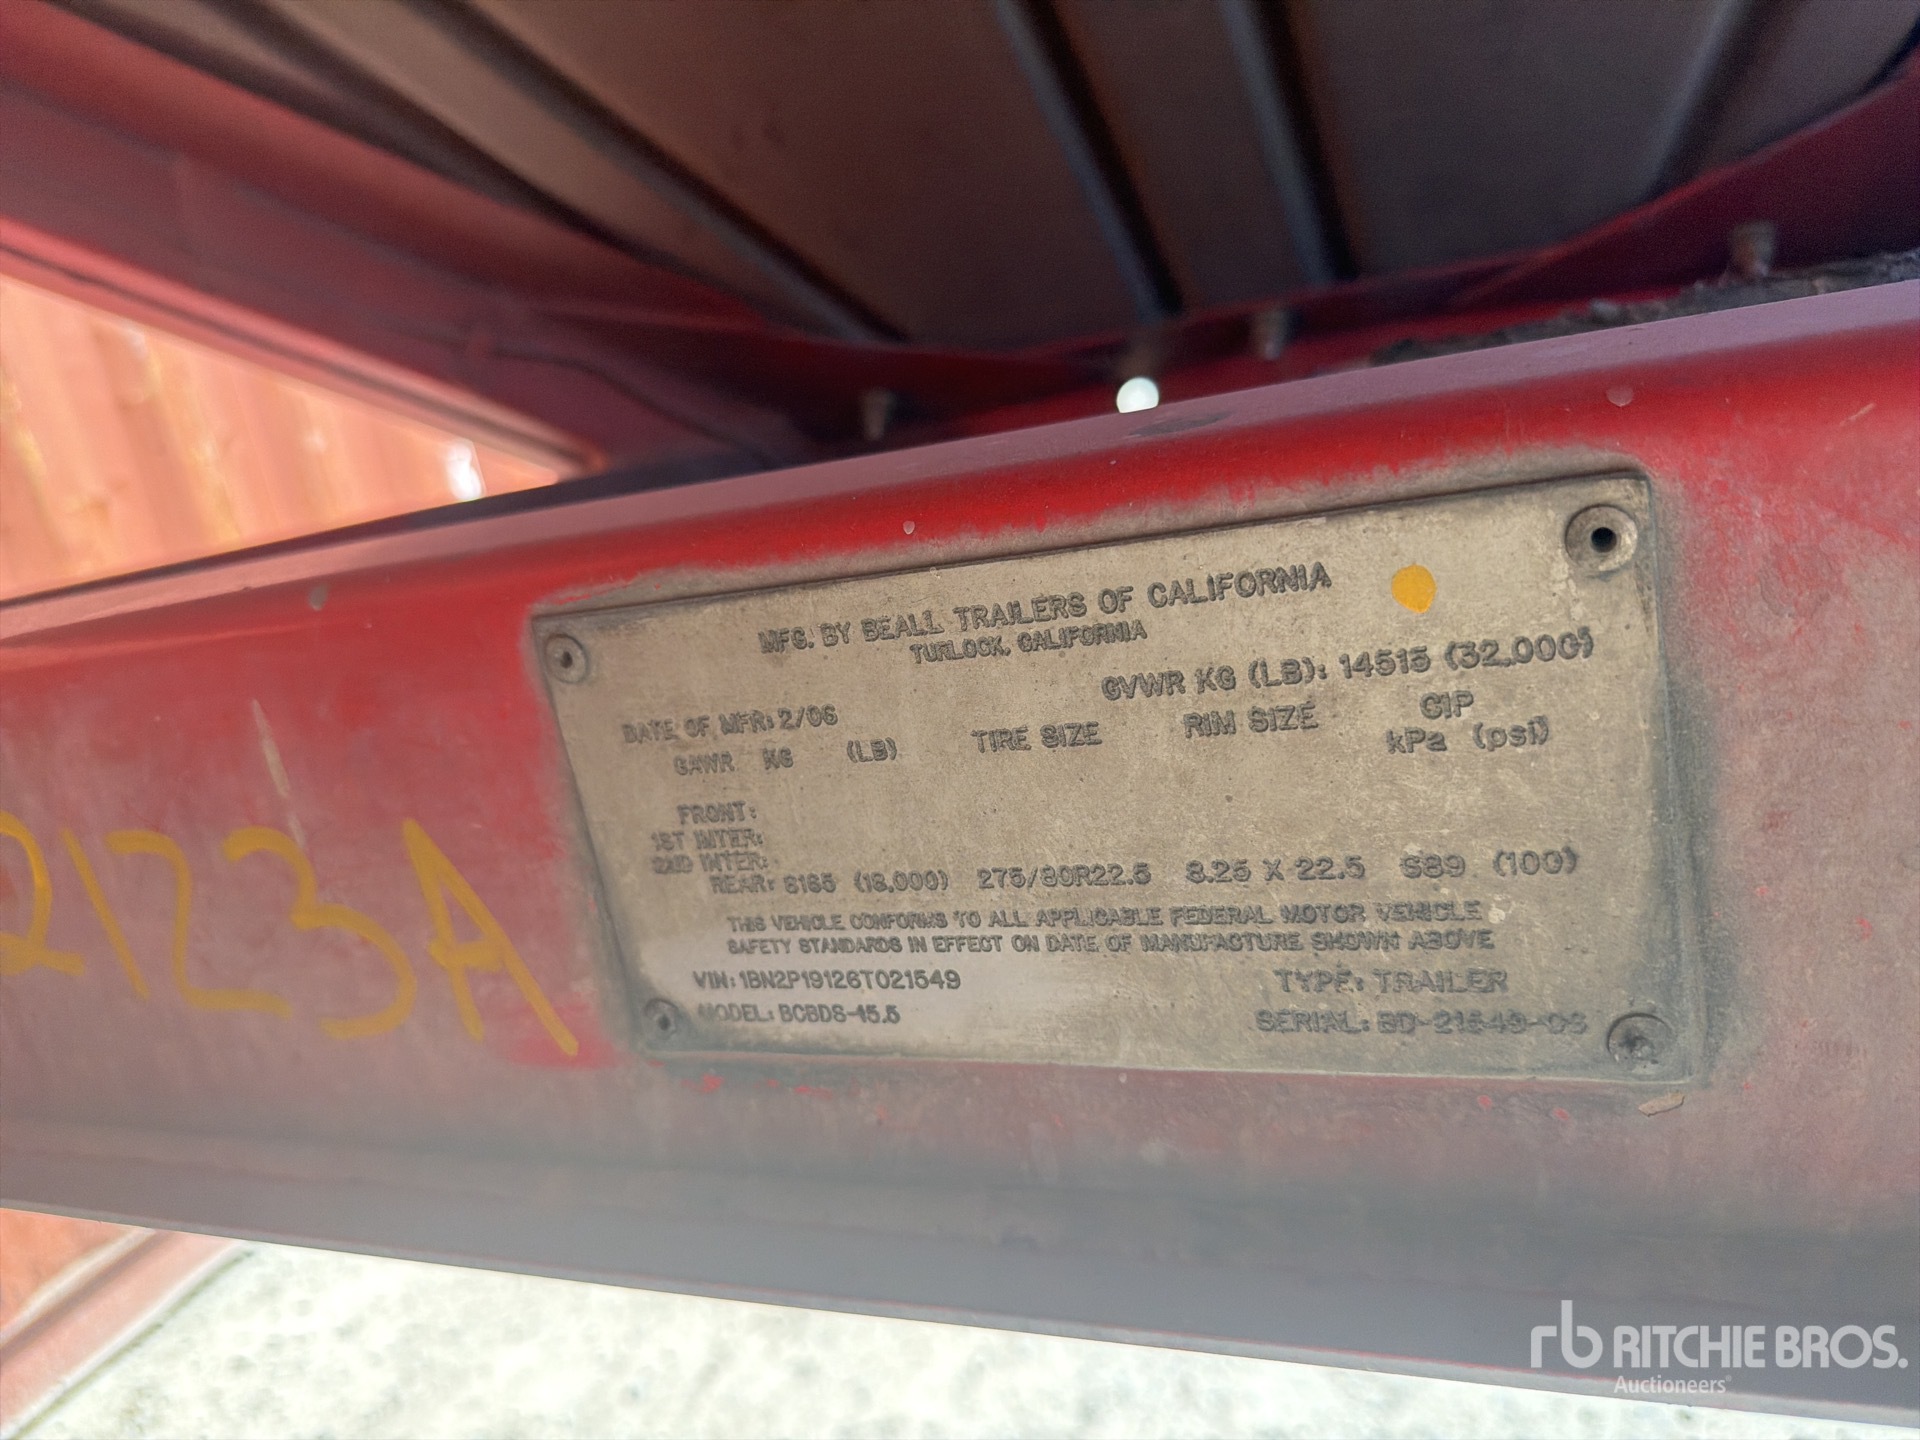 MFG. BY BEALL TRAILERS OF CALIFORNIA
TURLOCK, CALIFORNIA
GVWR KG (LB): 14515 (32,000)
DATE OF MFR: 2/06
GAWR KG (LB) TIRE SIZE RIM SIZE CIP
kPa (psi)
FRONT:
1ST INTER:
2ND INTER:
REAR: 8165 (18,000) 275/80R22.5 8.25 X 22.5 689 (100)
THIS VEHICLE CONFORMS TO ALL APPLICABLE FEDERAL MOTOR VEHICLE
SAFETY STANDARDS IN EFFECT ON DATE OF MANUFACTURE SHOWN ABOVE
VIN: 1BN2P19126T021549 TYPE: TRAILER
MODEL: BCBDS-15.5 SERIAL: BD-21549-06
2123A
rb RITCHIE BROS.
Auctioneers